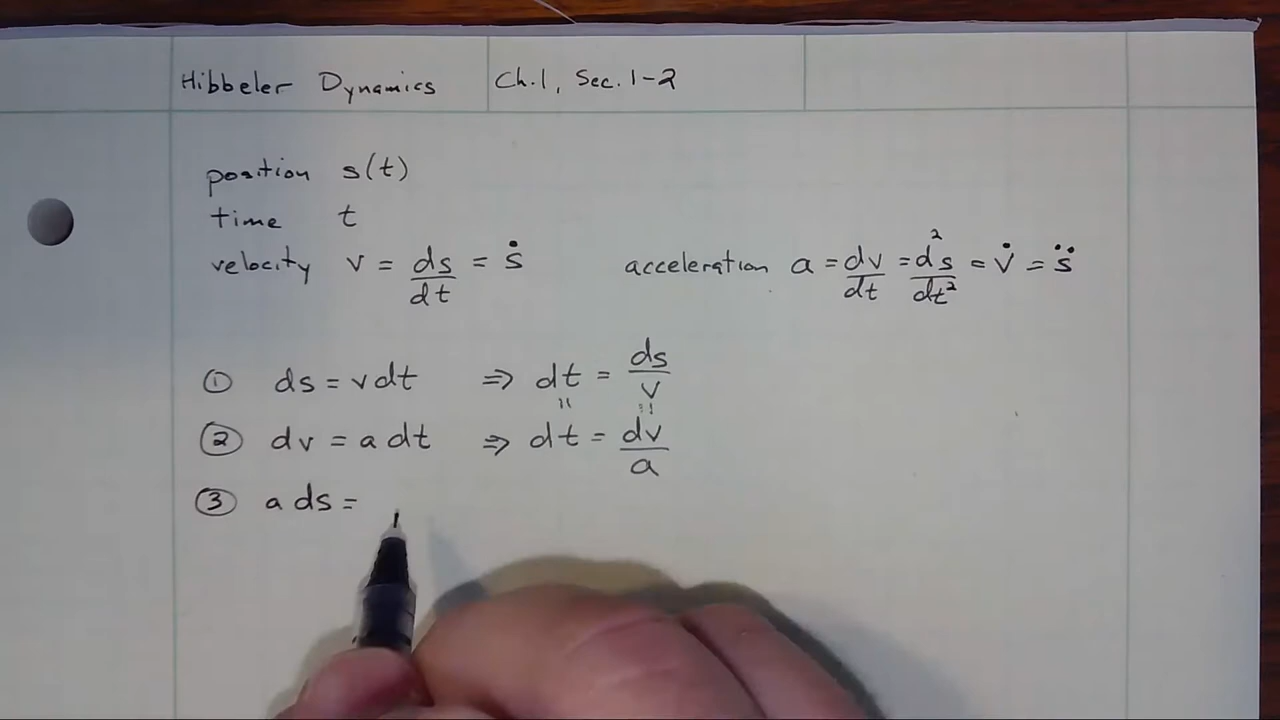 Hibbeler Dynamics Ch.1, Sec. 1-2
position s(t)
time t
velocity v = ds/dt = ṡ acceleration a = dv/dt = d²s/dt² = v̇ = s̈
① ds = v dt ⇒ dt = ds/v
② dv = a dt ⇒ dt = dv/a
③ a ds =